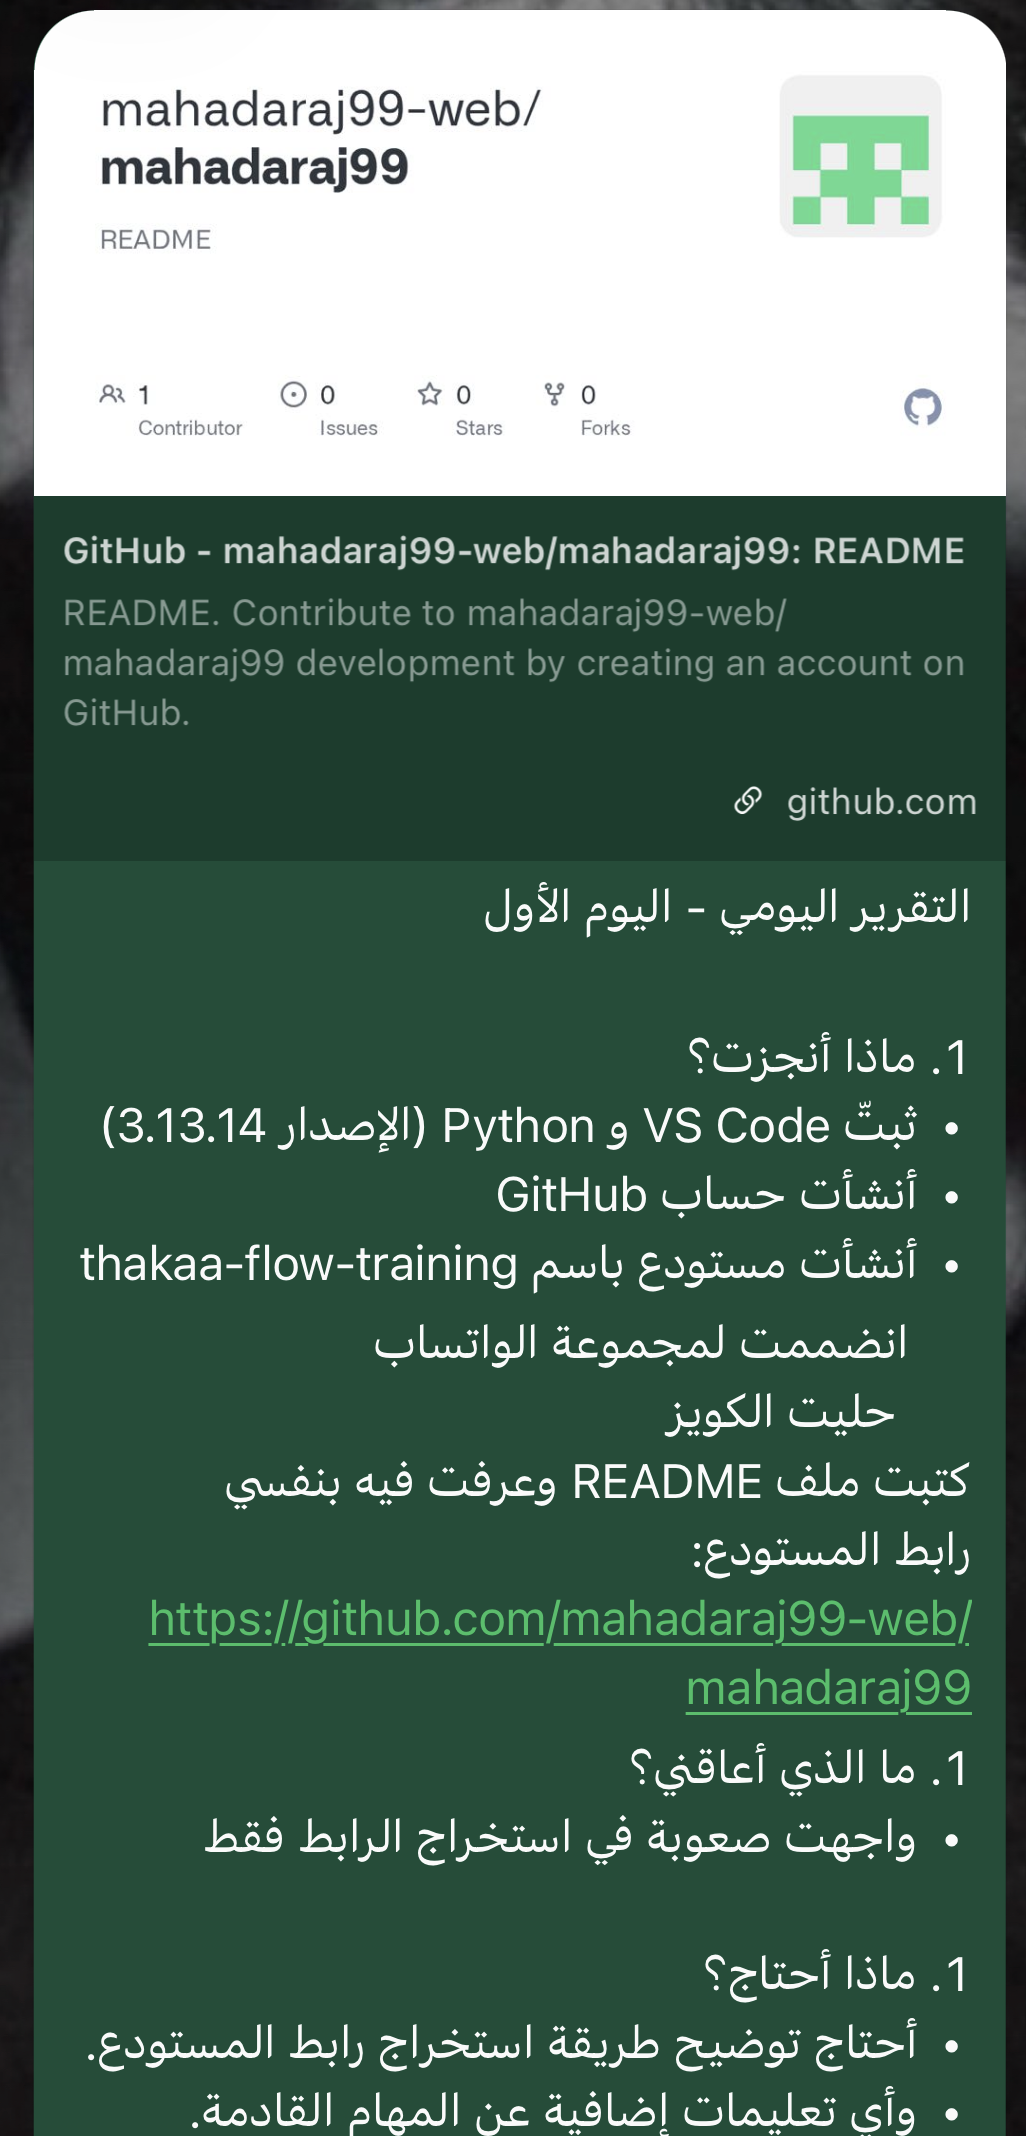 mahadaraj99-web/
mahadaraj99
README
1
Contributor
0
Issues
0
Stars
0
Forks
GitHub - mahadaraj99-web/mahadaraj99: README
README. Contribute to mahadaraj99-web/
mahadaraj99 development by creating an account on
GitHub.
github.com
التقرير اليومي - اليوم الأول
1. ماذا أنجزت؟
• ثبتّ VS Code و Python (الإصدار 3.13.14)
• أنشأت حساب GitHub
• أنشأت مستودع باسم thakaa-flow-training
انضممت لمجموعة الواتساب
حليت الكويز
كتبت ملف README وعرفت فيه بنفسي
رابط المستودع:
https://github.com/mahadaraj99-web/
mahadaraj99
1. ما الذي أعاقني؟
• واجهت صعوبة في استخراج الرابط فقط
1. ماذا أحتاج؟
• أحتاج توضيح طريقة استخراج رابط المستودع.
• وأي تعليمات إضافية عن المهام القادمة.